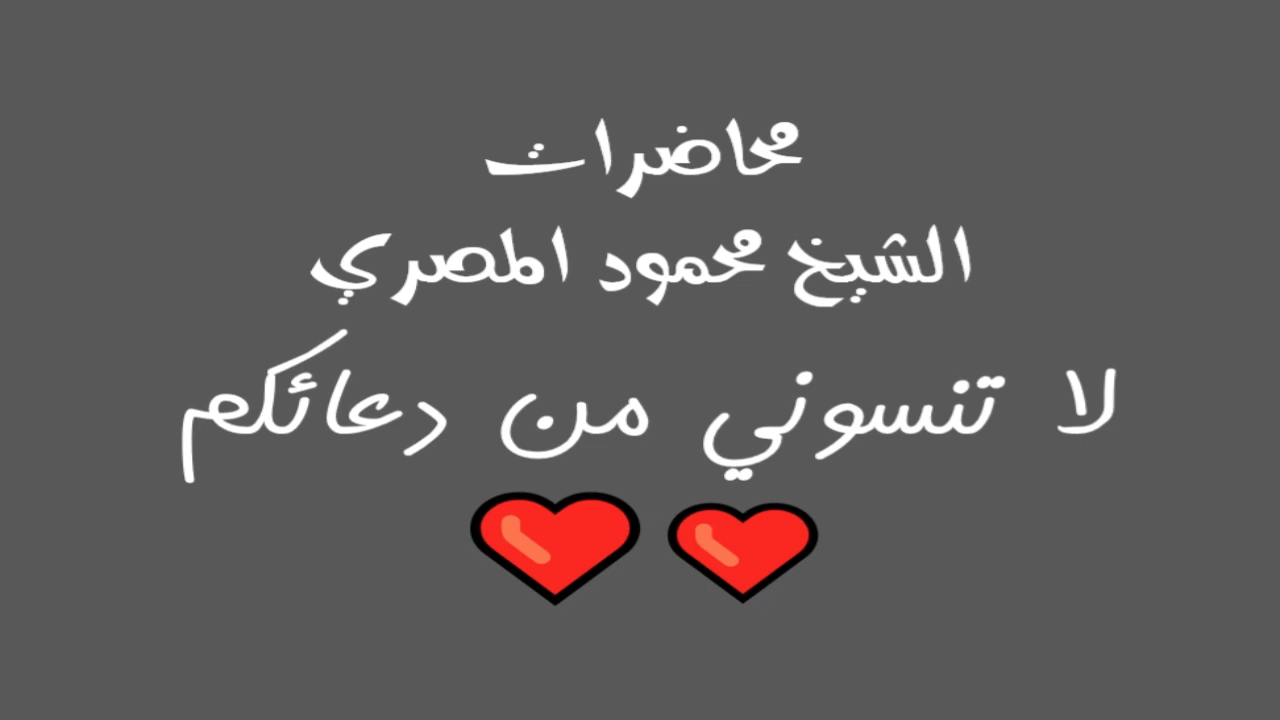 محاضرات
الشيخ محمود المصري
لا تنسوني من دعائكم